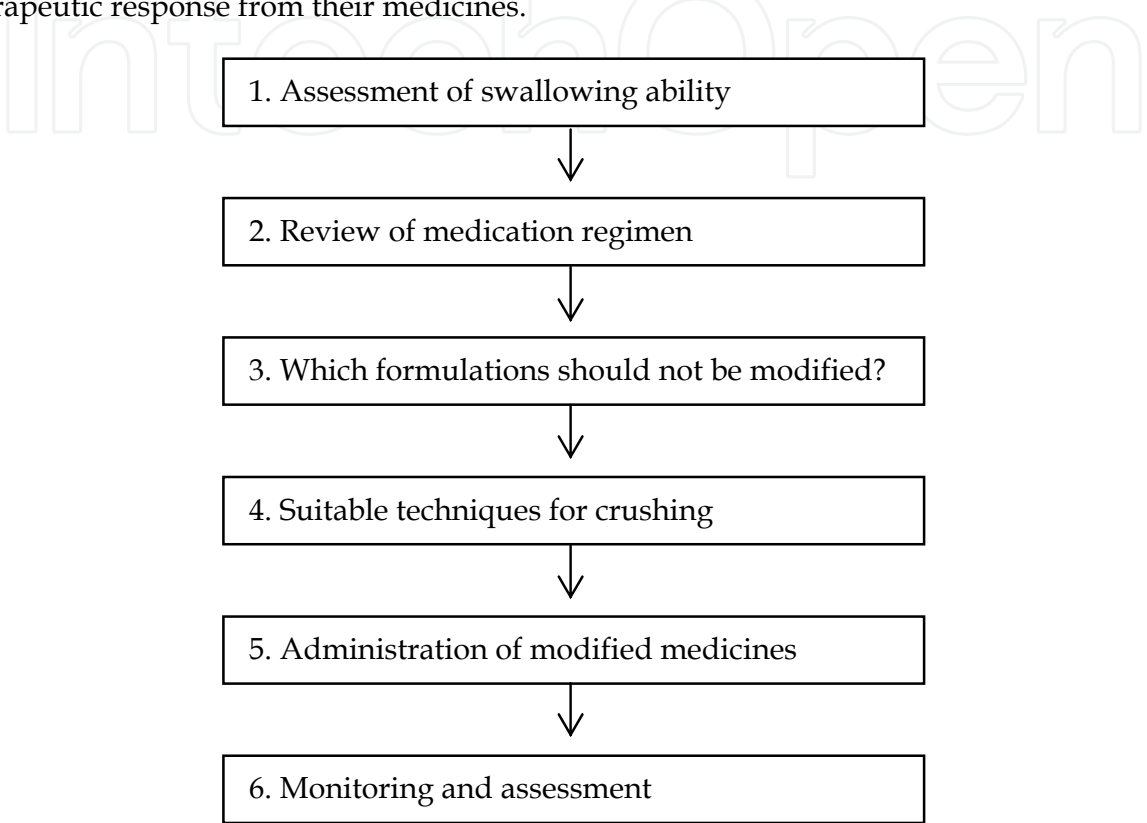 rapeutic response from their medicines.
IntechOpen
1. Assessment of swallowing ability
2. Review of medication regimen
3. Which formulations should not be modified?
4. Suitable techniques for crushing
5. Administration of modified medicines
6. Monitoring and assessment